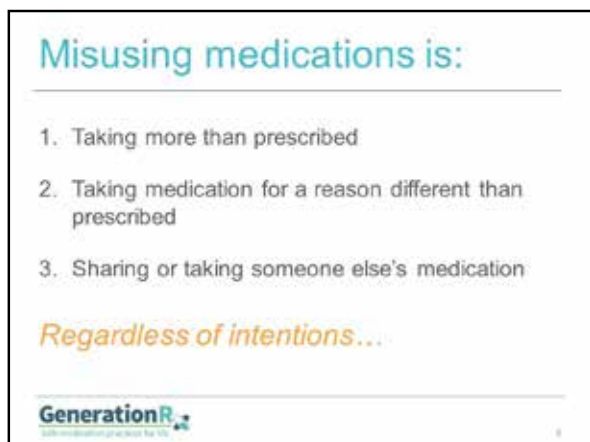 Misusing medications is:
1. Taking more than prescribed
2. Taking medication for a reason different than
prescribed
3. Sharing or taking someone else's medication
Regardless of intentions…
GenerationR